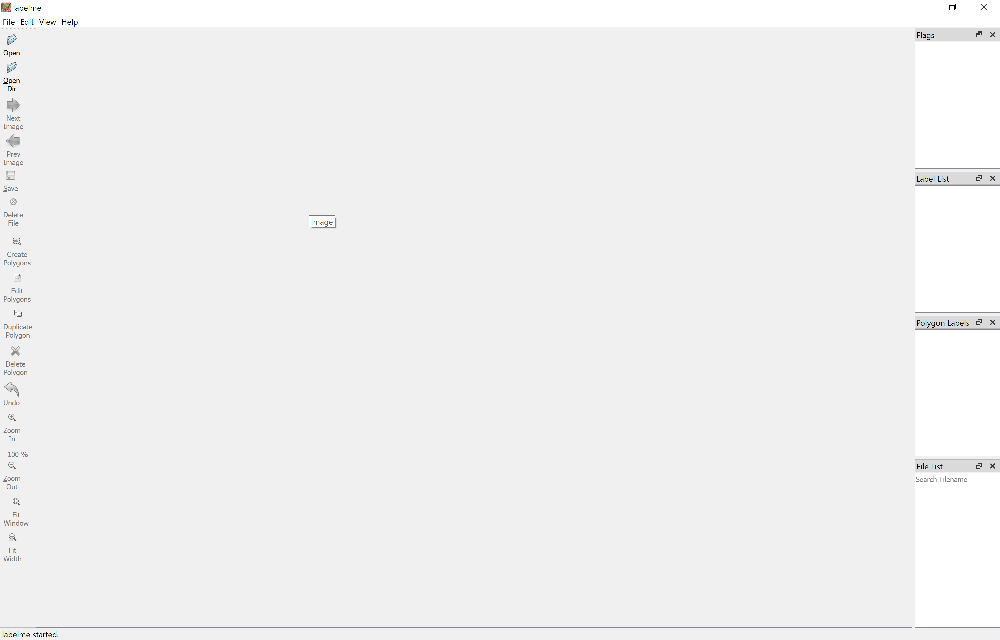 labelme
File Edit View Help
Open
Open
Dir
Next
Image
Prev
Image
Save
Delete
File
Create
Polygons
Edit
Polygons
Duplicate
Polygon
Delete
Polygon
Undo
Zoom
In
100 %
Zoom
Out
Fit
Window
Fit
Width
Image
Flags
Label List
Polygon Labels
File List
Search Filename
labelme started.